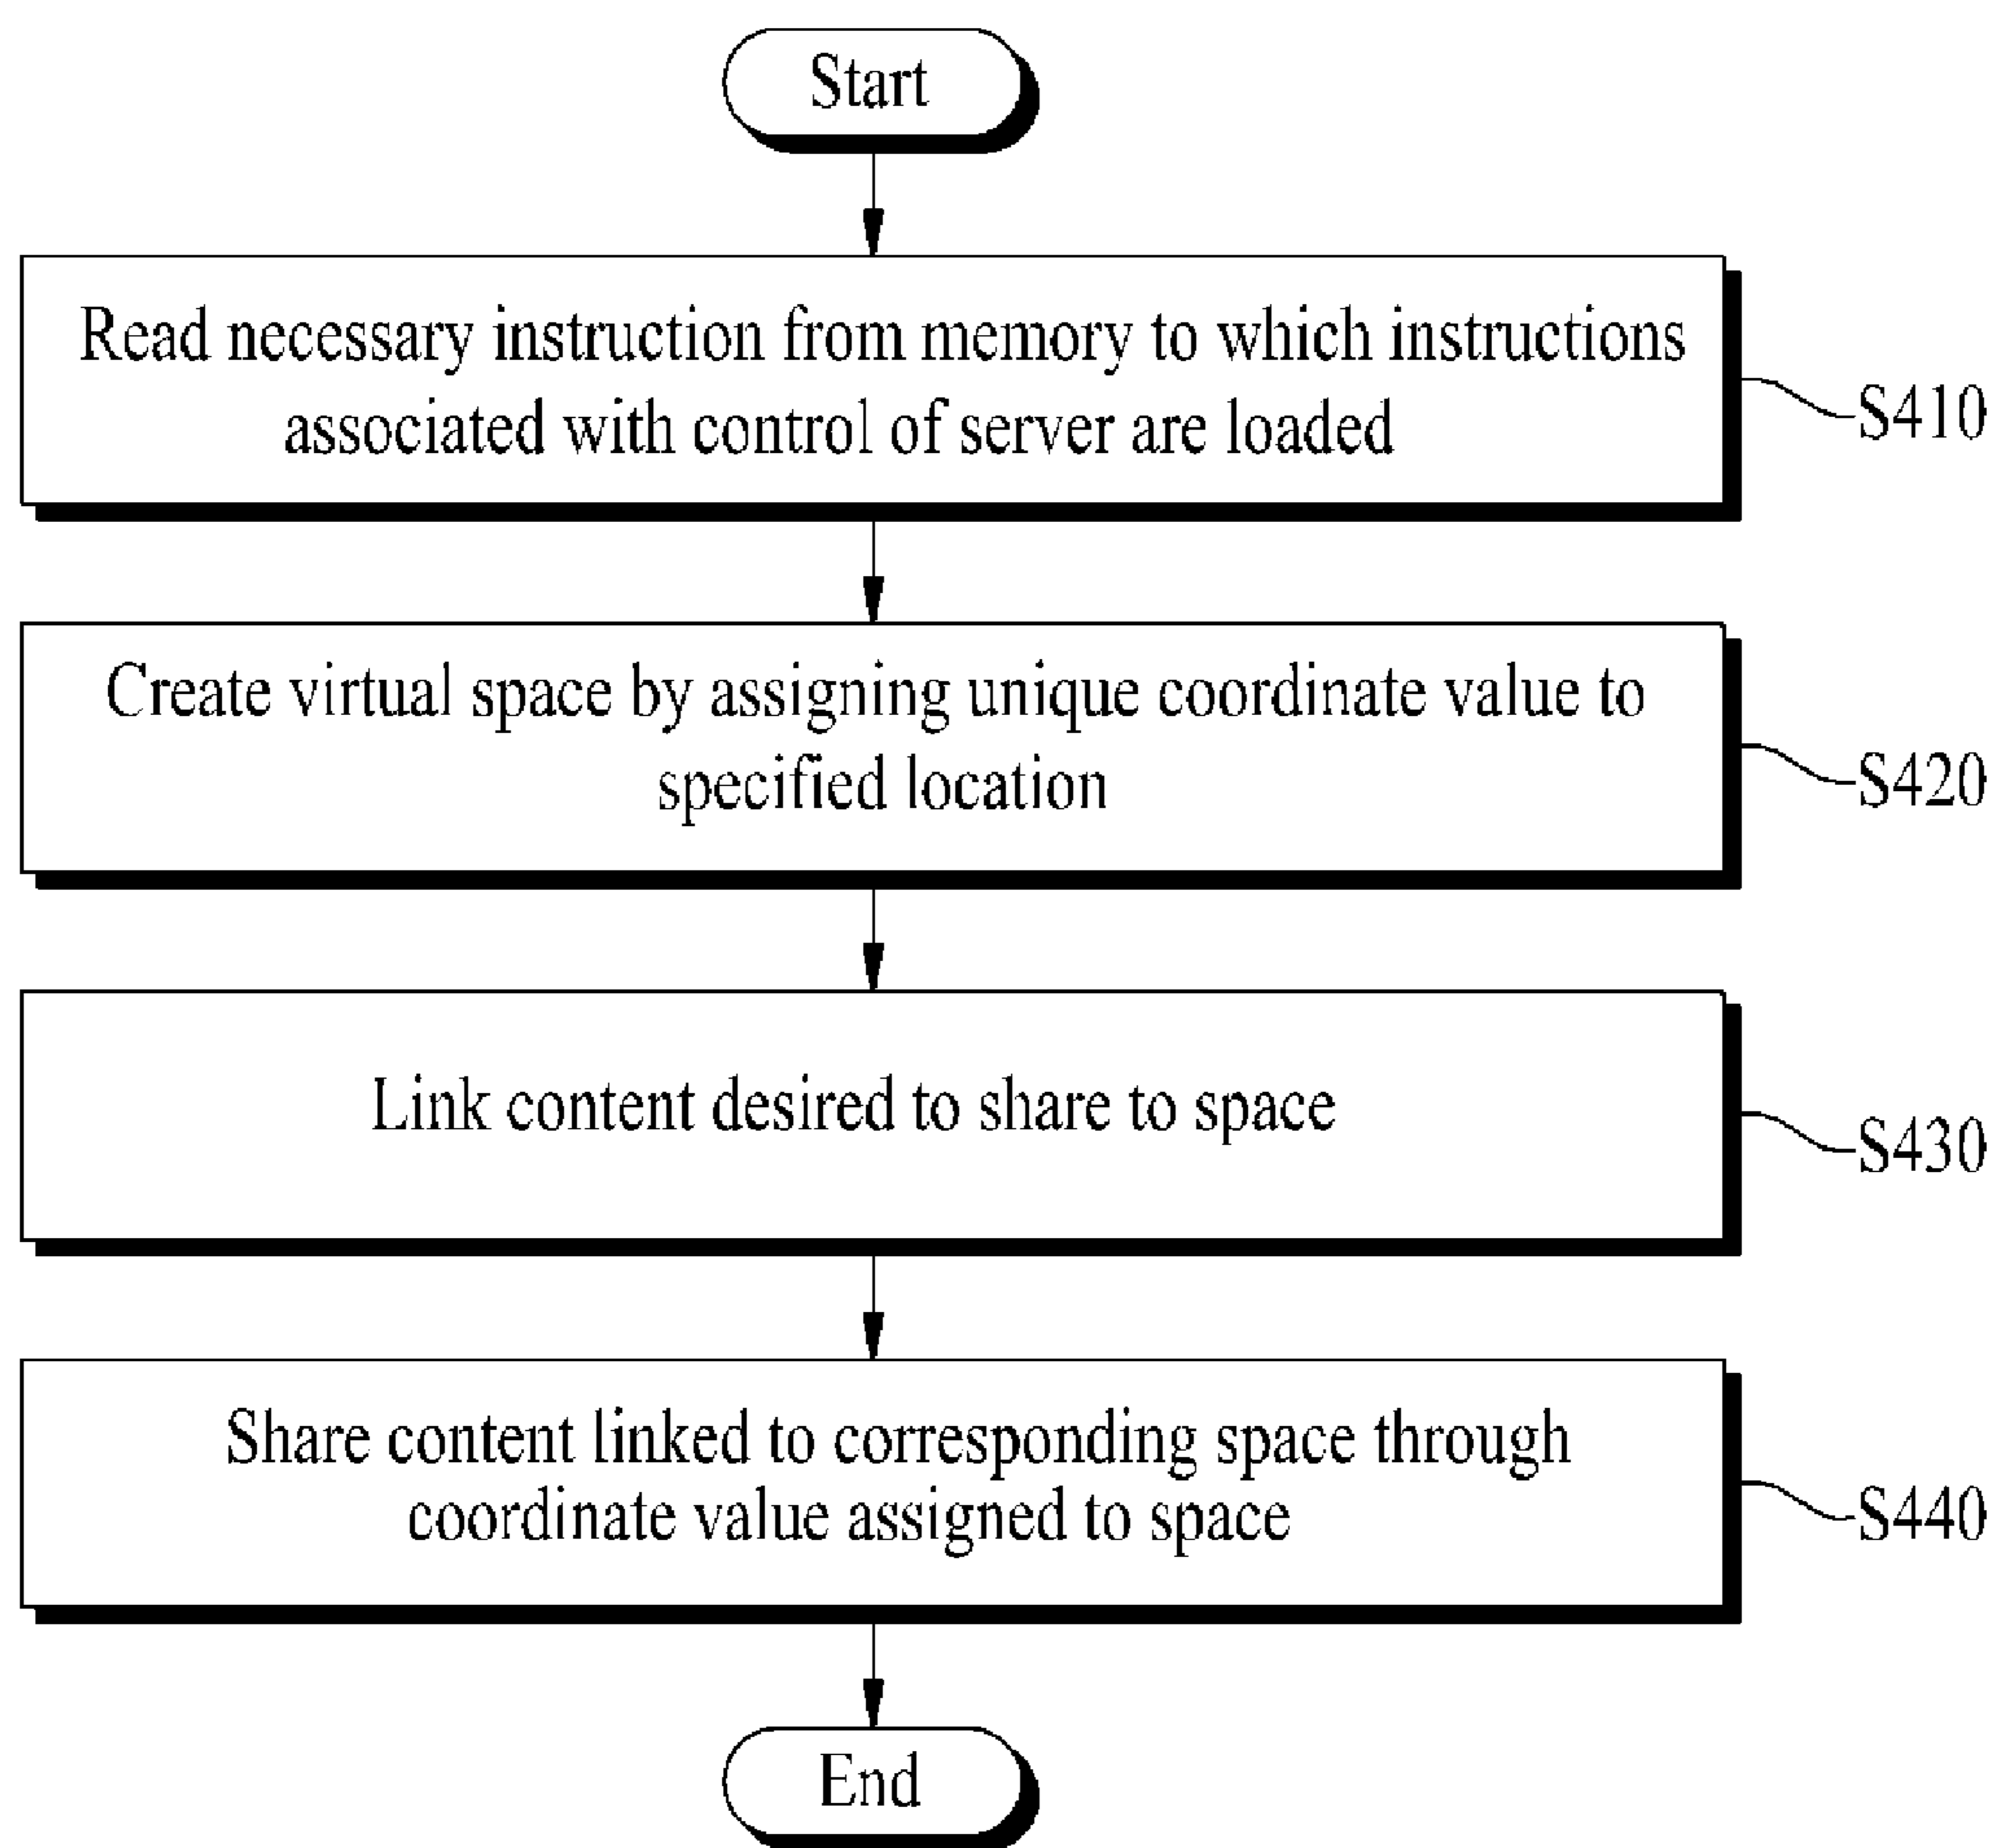 Start
Read necessary instruction from memory to which instructions
associated with control of server are loaded
S410
Create virtual space by assigning unique coordinate value to
specified location
S420
Link content desired to share to space
S430
Share content linked to corresponding space through
coordinate value assigned to space
S440
End